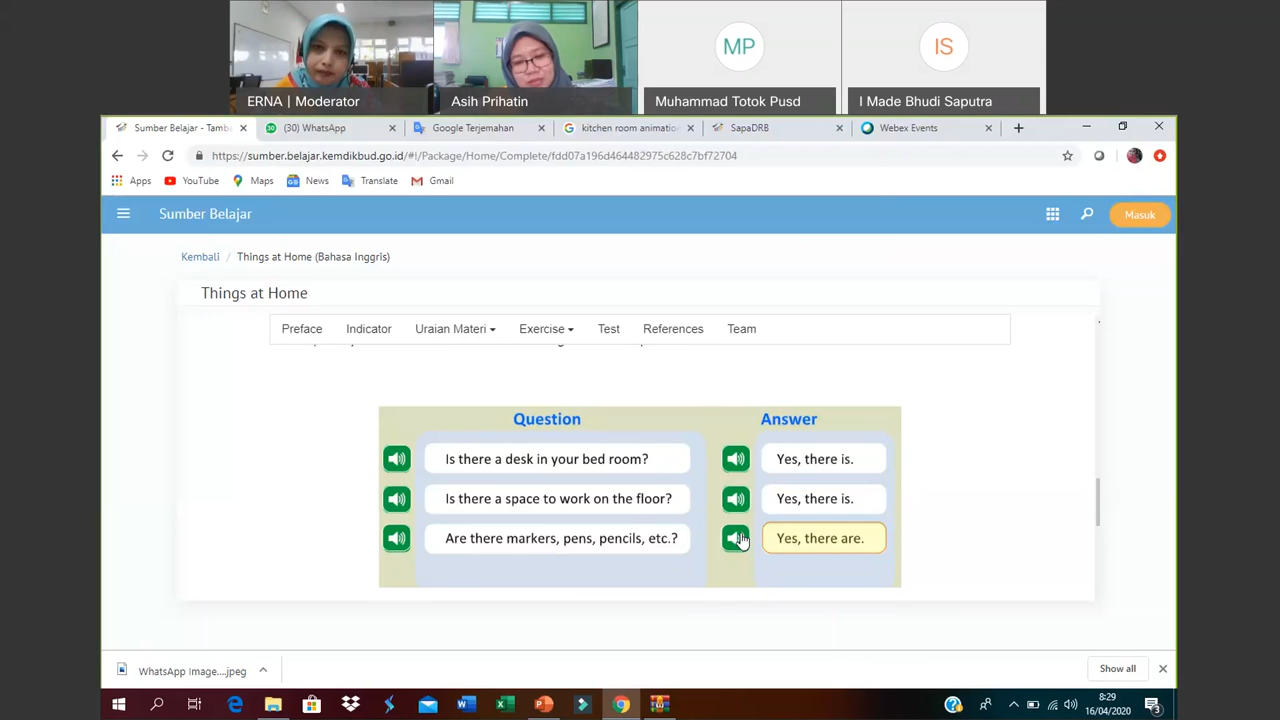 MP
IS
ERNA | Moderator
Asih Prihatin
Muhammad Totok Pusd
I Made Bhudi Saputra
Sumber Belajar - Tamba
(30) WhatsApp
Google Terjemahan
kitchen room animatio
SapaDRB
Webex Events
https://sumber.belajar.kemdikbud.go.id/#!/Package/Home/Complete/fdd07a196d464482975c628c7bf72704
Apps
YouTube
Maps
News
Translate
Gmail
Sumber Belajar
Masuk
Kembali / Things at Home (Bahasa Inggris)
Things at Home
Preface
Indicator
Uraian Materi
Exercise
Test
References
Team
Question
Answer
Is there a desk in your bed room?
Yes, there is.
Is there a space to work on the floor?
Yes, there is.
Are there markers, pens, pencils, etc.?
Yes, there are.
WhatsApp Image....jpeg
Show all
8:29
16/04/2020
3